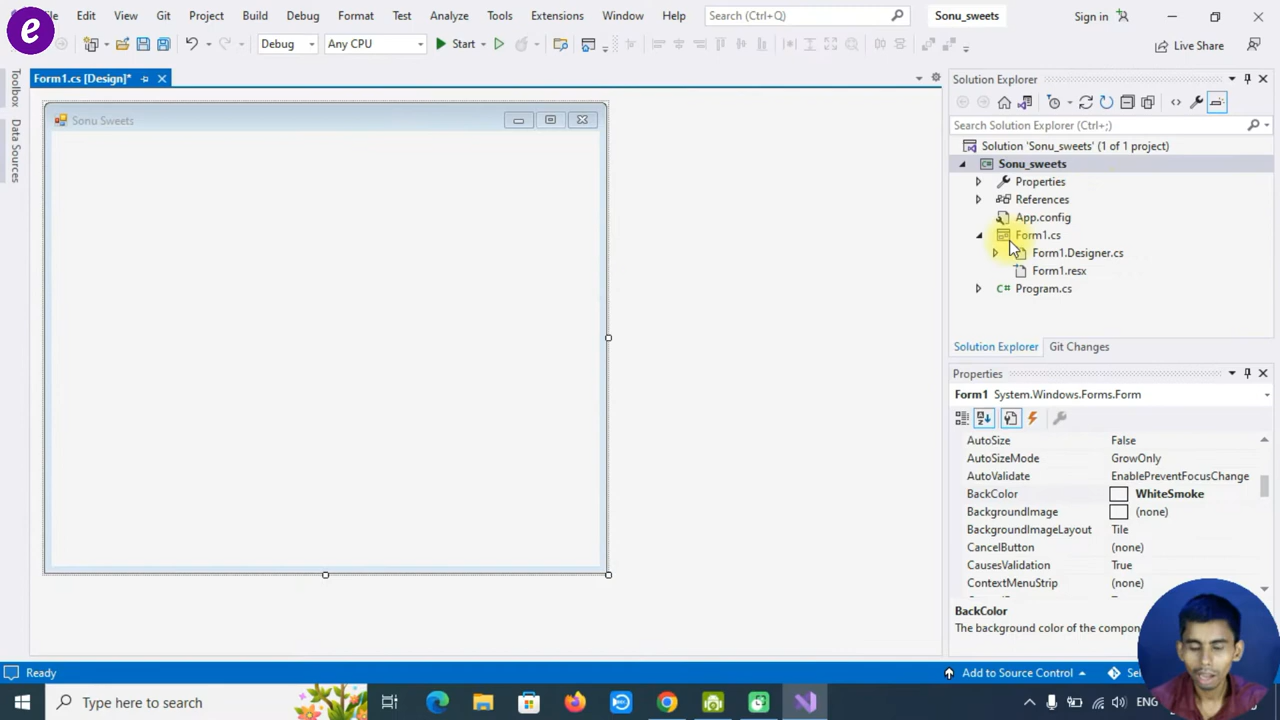 e
File Edit View Git Project Build Debug Format Test Analyze Tools Extensions Window Help Search (Ctrl+Q) Sonu_sweets Sign in
Debug Any CPU Start Live Share
Form1.cs [Design]*
Toolbox
Data Sources
Sonu Sweets
Solution Explorer
Search Solution Explorer (Ctrl+;)
Solution 'Sonu_sweets' (1 of 1 project)
Sonu_sweets
Properties
References
App.config
Form1.cs
Form1.Designer.cs
Form1.resx
C# Program.cs
Solution Explorer Git Changes
Properties
Form1 System.Windows.Forms.Form
AutoSize False
AutoSizeMode GrowOnly
AutoValidate EnablePreventFocusChange
BackColor WhiteSmoke
BackgroundImage (none)
BackgroundImageLayout Tile
CancelButton (none)
CausesValidation True
ContextMenuStrip (none)
BackColor
The background color of the compon
Ready Add to Source Control
Type here to search ENG